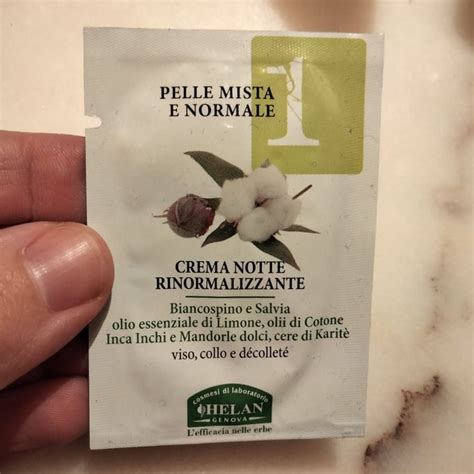 1
PELLE MISTA
E NORMALE
CREMA NOTTE
RINORMALIZZANTE
Biancospino e Salvia
olio essenziale di Limone, olii di Cotone
Inca Inchi e Mandorle dolci, cere di Karitè
viso, collo e décolleté
cosmesi di laboratorio
HELAN
GENOVA
L'efficacia nelle erbe